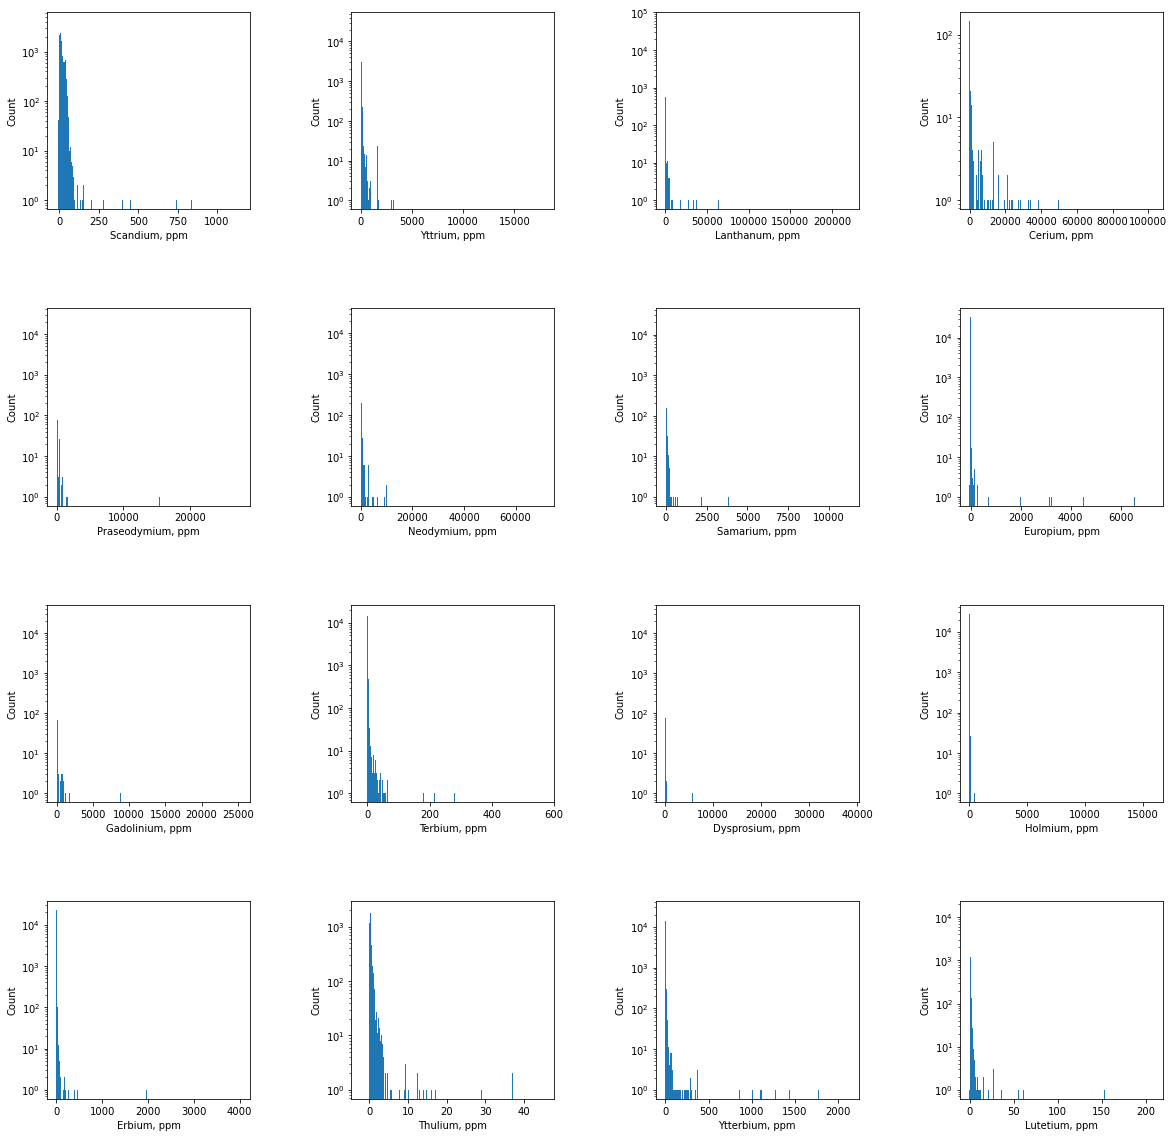 10³
10²
10¹
10⁰
Count
0 250 500 750 1000
Scandium, ppm
10⁴
10³
10²
10¹
10⁰
Count
0 5000 10000 15000
Yttrium, ppm
10⁵
10⁴
10³
10²
10¹
10⁰
Count
0 50000 100000 150000 200000
Lanthanum, ppm
10²
10¹
10⁰
Count
0 20000 40000 60000 80000 100000
Cerium, ppm
10⁴
10³
10²
10¹
10⁰
Count
0 10000 20000
Praseodymium, ppm
10⁴
10³
10²
10¹
10⁰
Count
0 20000 40000 60000
Neodymium, ppm
10⁴
10³
10²
10¹
10⁰
Count
0 2500 5000 7500 10000
Samarium, ppm
10⁴
10³
10²
10¹
10⁰
Count
0 2000 4000 6000
Europium, ppm
10⁴
10³
10²
10¹
10⁰
Count
0 5000 10000 15000 20000 25000
Gadolinium, ppm
10⁴
10³
10²
10¹
10⁰
Count
0 200 400 600
Terbium, ppm
10⁴
10³
10²
10¹
10⁰
Count
0 10000 20000 30000 40000
Dysprosium, ppm
10⁴
10³
10²
10¹
10⁰
Count
0 5000 10000 15000
Holmium, ppm
10⁴
10³
10²
10¹
10⁰
Count
0 1000 2000 3000 4000
Erbium, ppm
10³
10²
10¹
10⁰
Count
0 10 20 30 40
Thulium, ppm
10⁴
10³
10²
10¹
10⁰
Count
0 500 1000 1500 2000
Ytterbium, ppm
10⁴
10³
10²
10¹
10⁰
Count
0 50 100 150 200
Lutetium, ppm